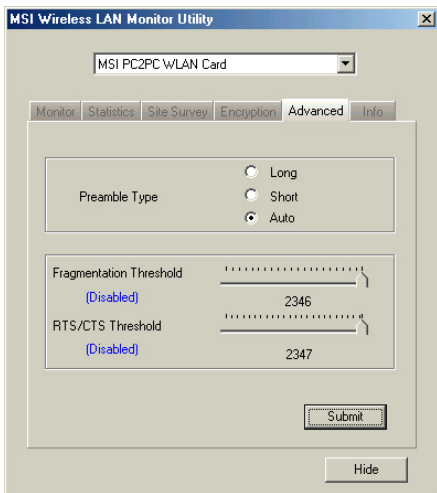 MSI Wireless LAN Monitor Utility
MSI PC2PC WLAN Card
Monitor Statistics Site Survey Encryption Advanced Info
Preamble Type
Long
Short
Auto
Fragmentation Threshold
(Disabled)
2346
RTS/CTS Threshold
(Disabled)
2347
Submit
Hide